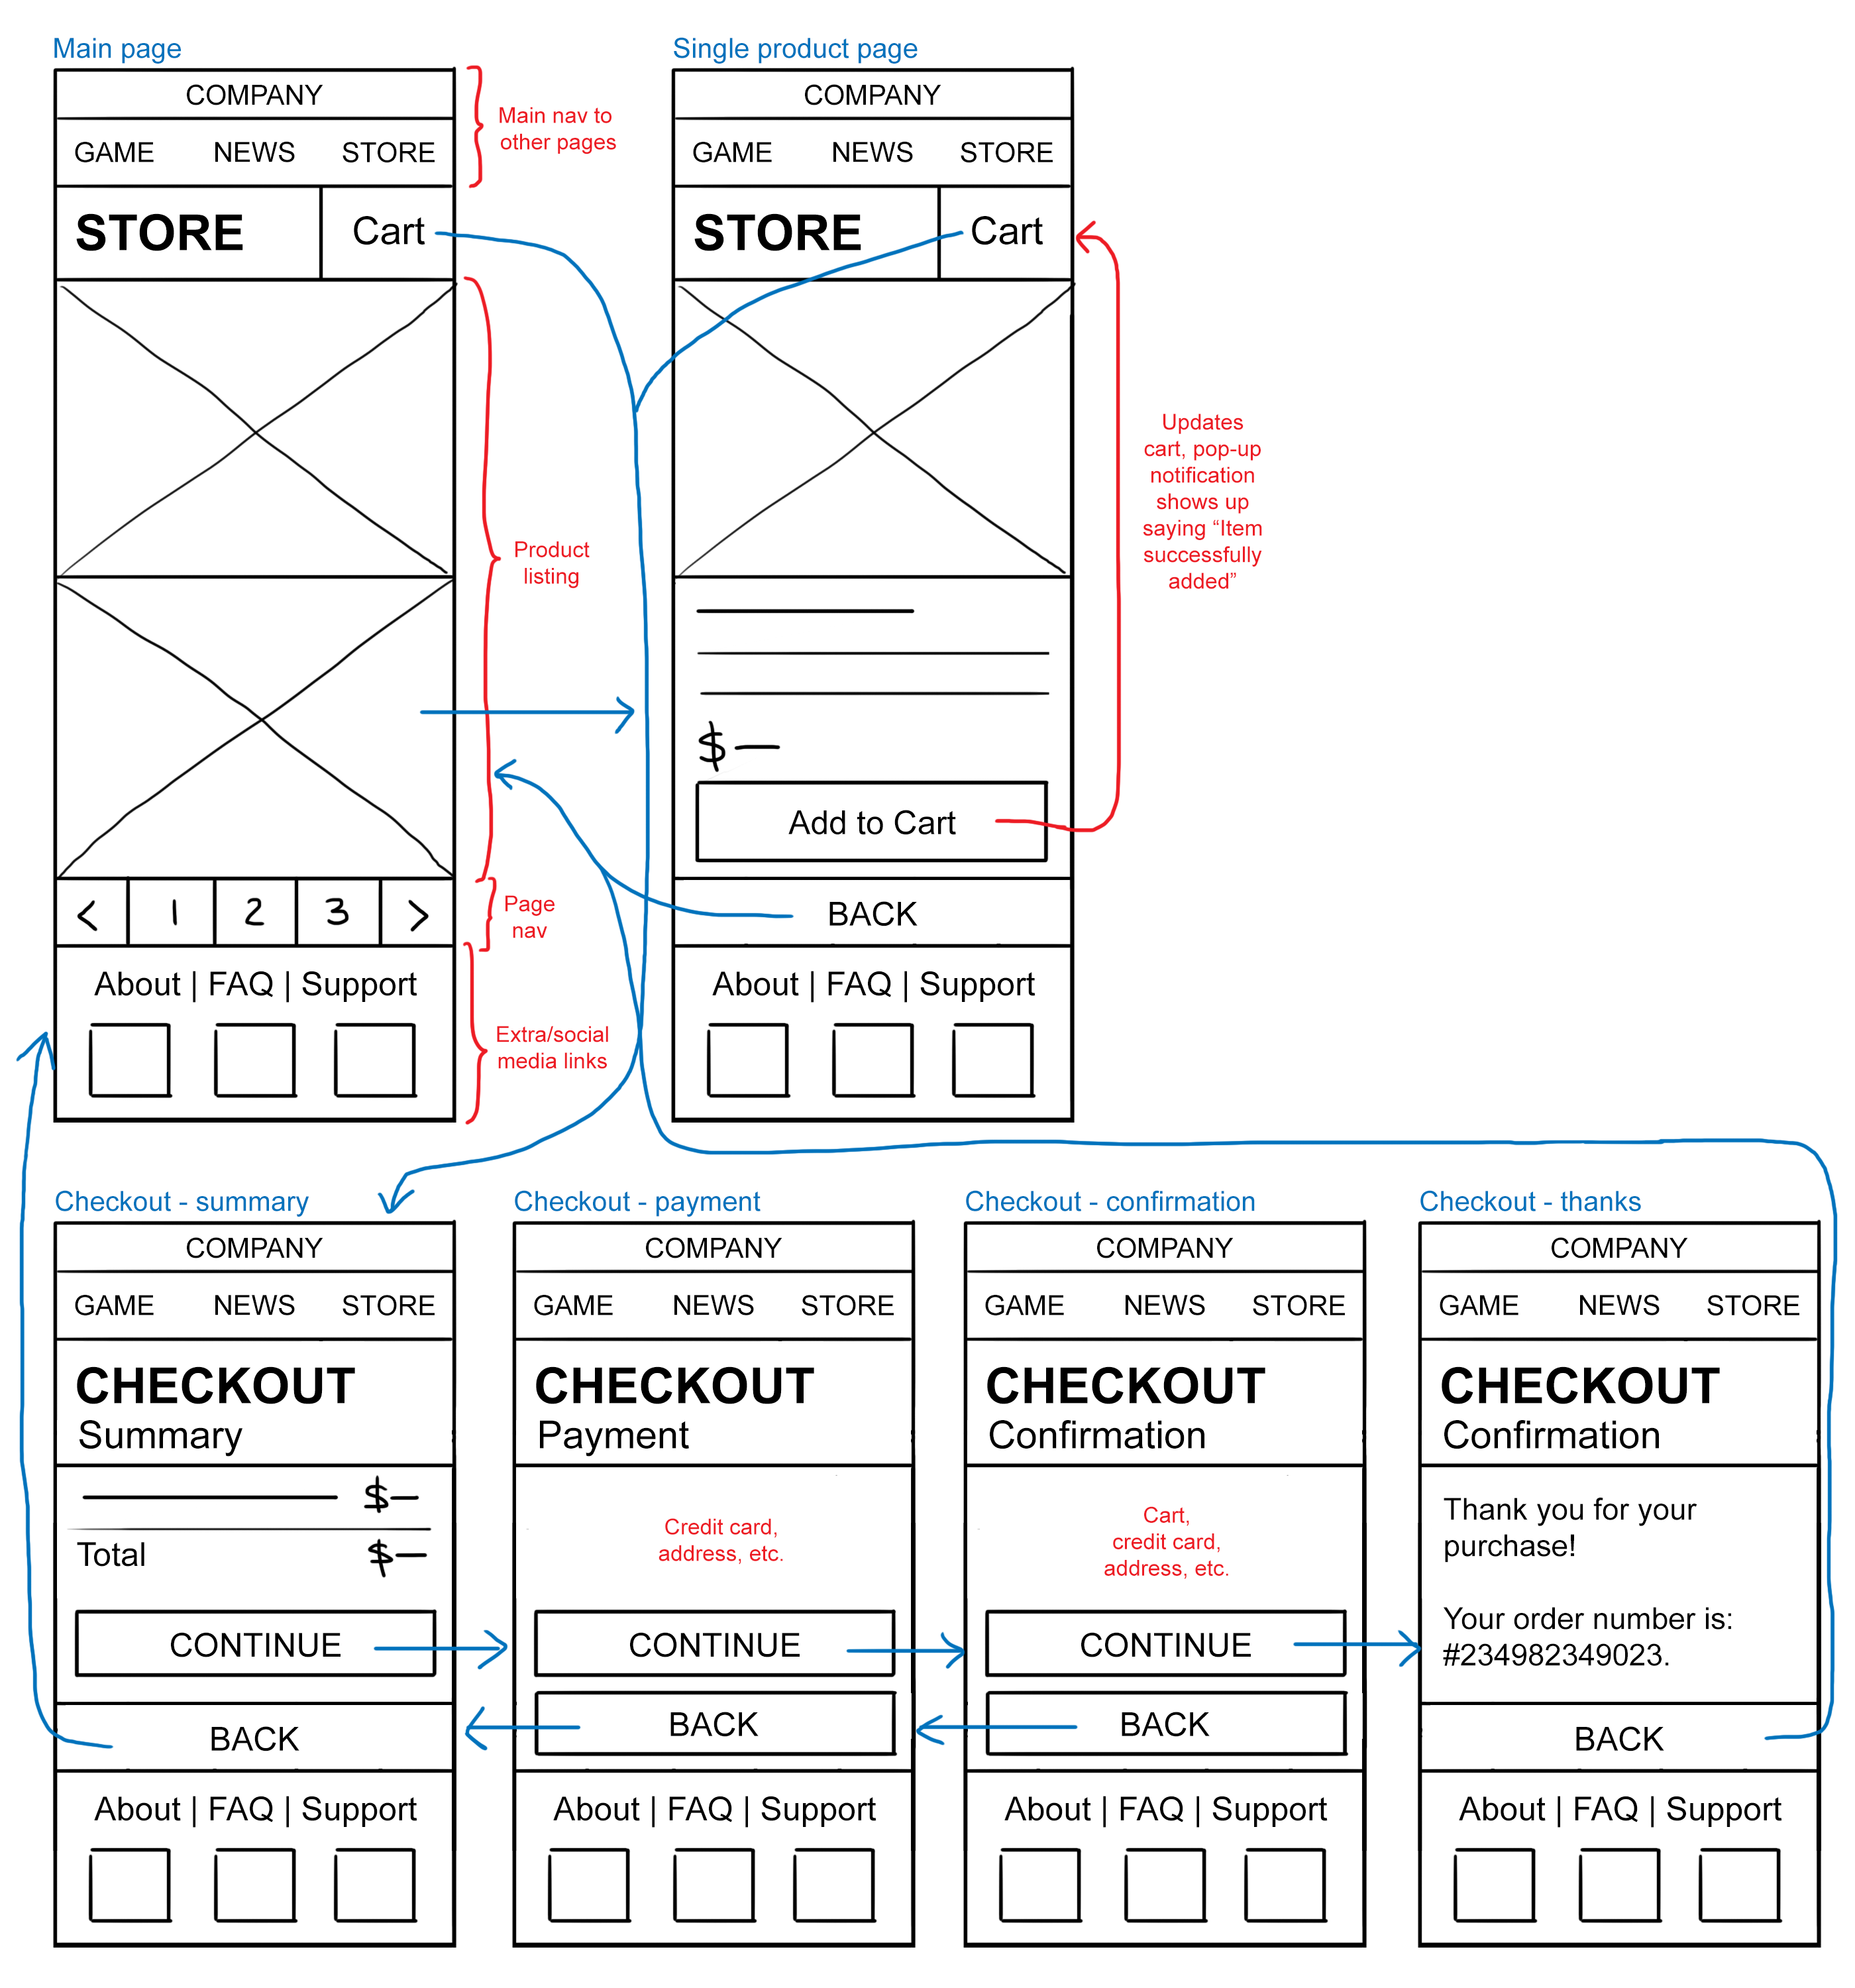 Main page
COMPANY
GAME NEWS STORE
STORE Cart
< 1 2 3 >
About | FAQ | Support
Main nav to
other pages
Product
listing
Page
nav
Extra/social
media links
Single product page
COMPANY
GAME NEWS STORE
STORE Cart
$—
Add to Cart
BACK
About | FAQ | Support
Updates
cart, pop-up
notification
shows up
saying “Item
successfully
added”
Checkout - summary
COMPANY
GAME NEWS STORE
CHECKOUT
Summary
$—
Total $—
CONTINUE
BACK
About | FAQ | Support
Checkout - payment
COMPANY
GAME NEWS STORE
CHECKOUT
Payment
Credit card,
address, etc.
CONTINUE
BACK
About | FAQ | Support
Checkout - confirmation
COMPANY
GAME NEWS STORE
CHECKOUT
Confirmation
Cart,
credit card,
address, etc.
CONTINUE
BACK
About | FAQ | Support
Checkout - thanks
COMPANY
GAME NEWS STORE
CHECKOUT
Confirmation
Thank you for your
purchase!
Your order number is:
#234982349023.
BACK
About | FAQ | Support